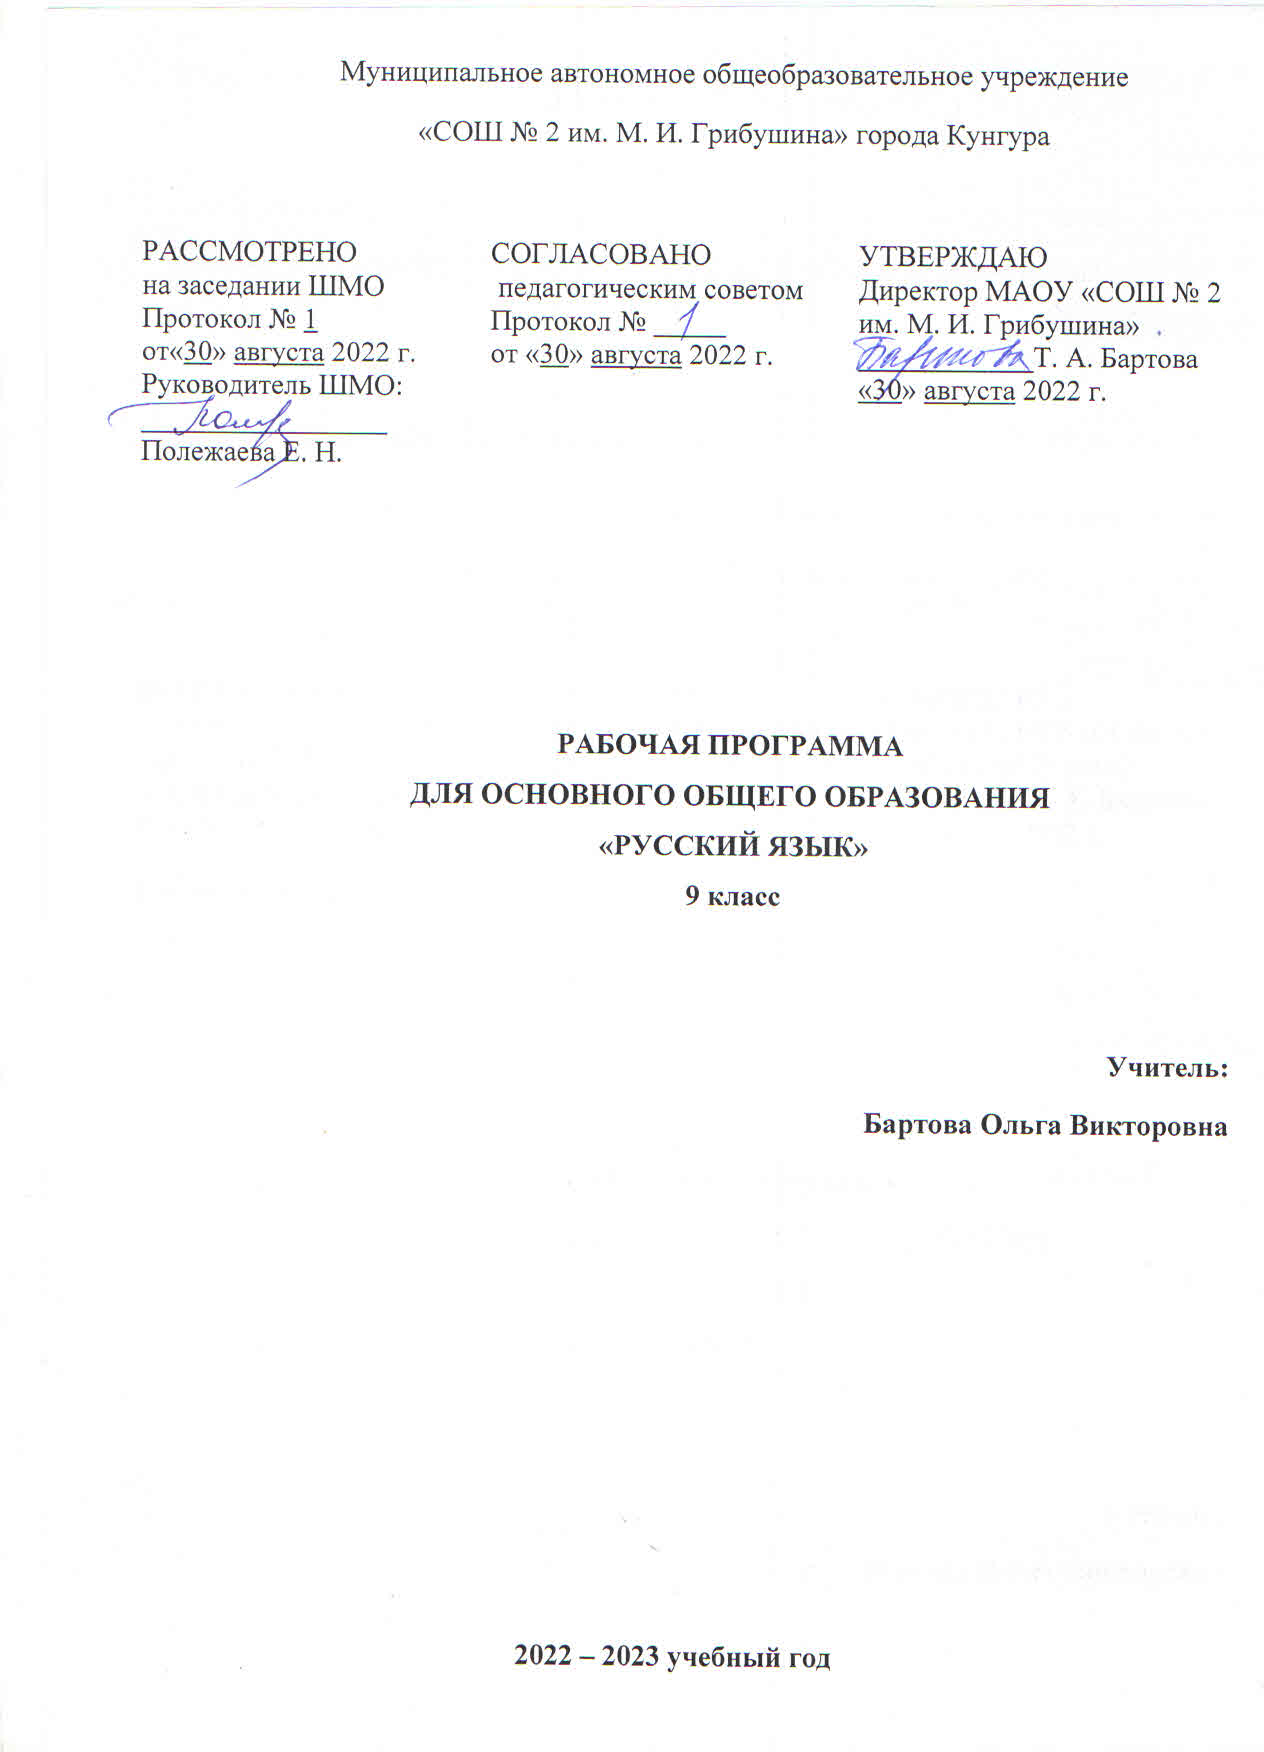 Муниципальное автономное общеобразовательное учреждение
«СОШ № 2 им. М. И. Грибушина» города Кунгура
РАССМОТРЕНО
на заседании ШМО
Протокол № 1
от«30» августа 2022 г.
Руководитель ШМО:
Полежаева Е. Н.
СОГЛАСОВАНО
педагогическим советом
Протокол № 1
от «30» августа 2022 г.
УТВЕРЖДАЮ
Директор МАОУ «СОШ № 2
им. М. И. Грибушина»
Бартова Т. А. Бартова
«30» августа 2022 г.
РАБОЧАЯ ПРОГРАММА
ДЛЯ ОСНОВНОГО ОБЩЕГО ОБРАЗОВАНИЯ
«РУССКИЙ ЯЗЫК»
9 класс
Учитель:
Бартова Ольга Викторовна
2022 – 2023 учебный год